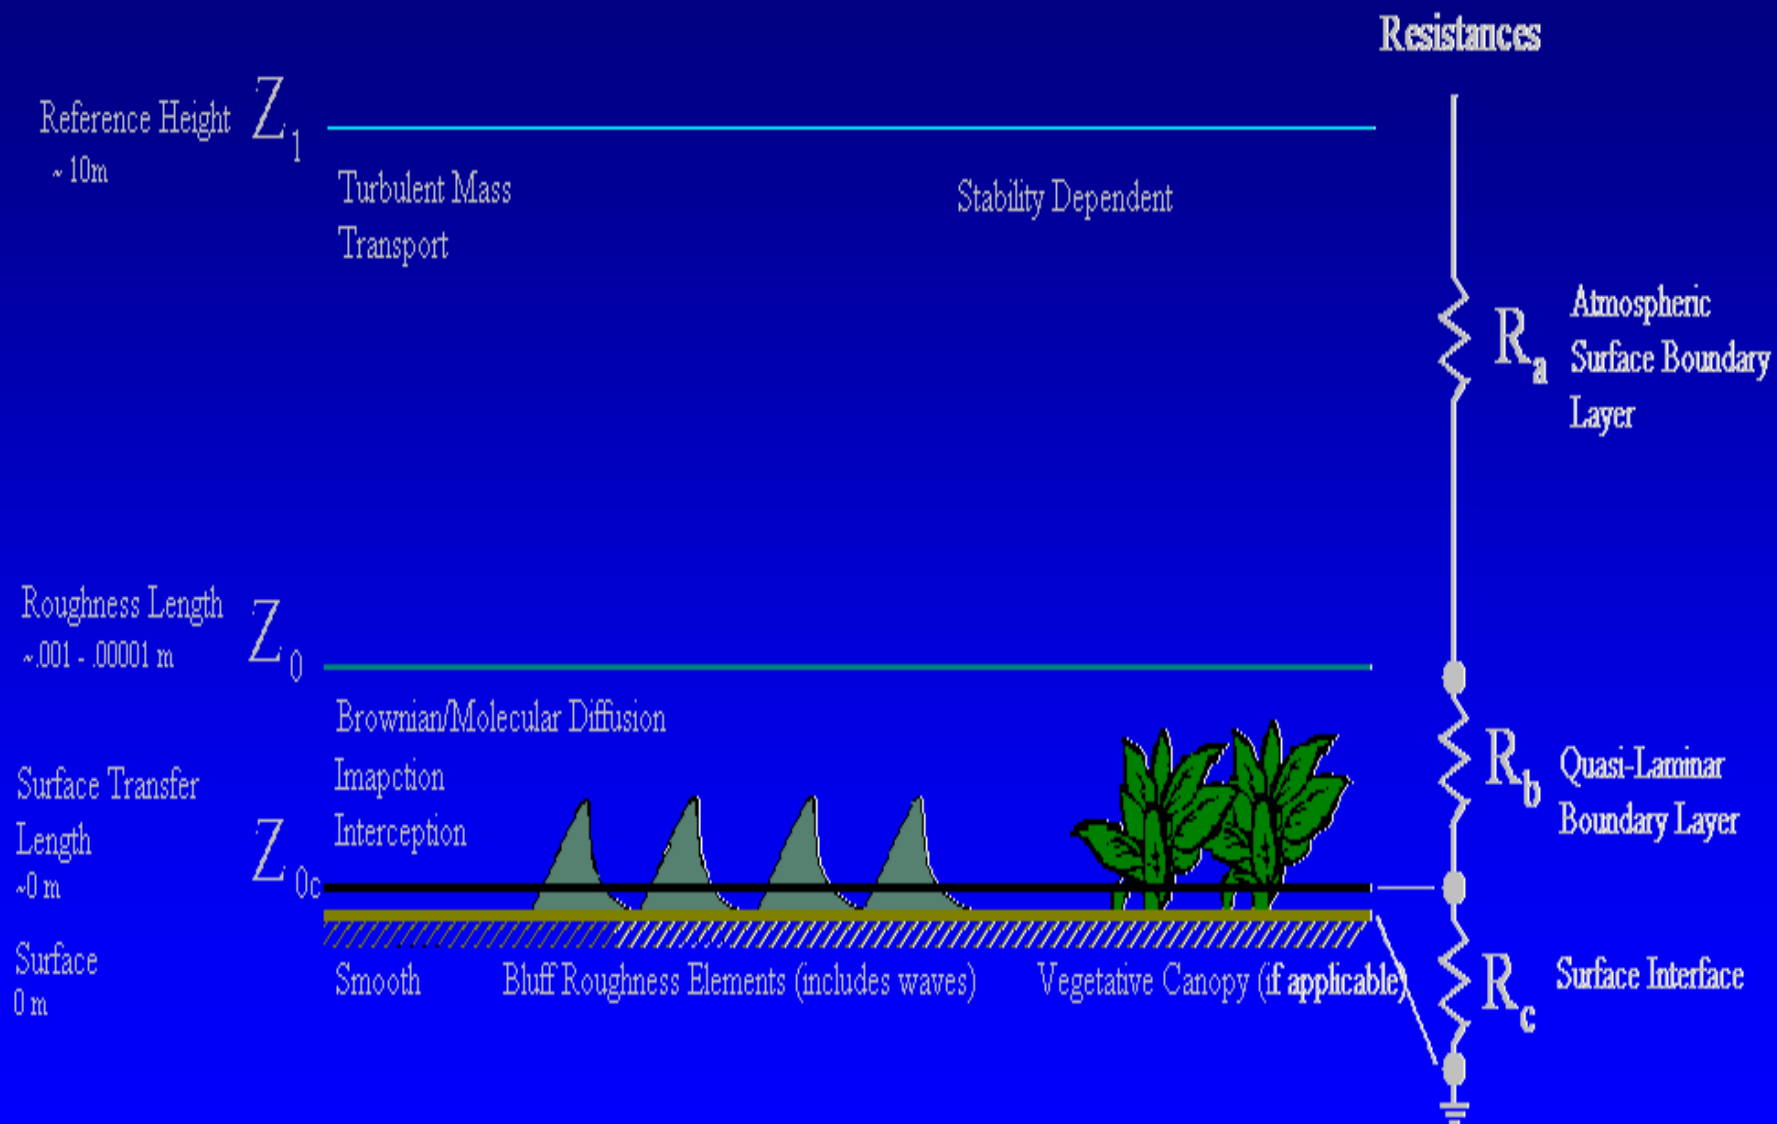 Resistances
Reference Height Z1
~ 10m
Turbulent Mass
Transport
Stability Dependent
Ra
Atmospheric
Surface Boundary
Layer
Roughness Length Z0
~.001 - .00001 m
Brownian/Molecular Diffusion
Imapction
Interception
Surface Transfer
Length
~0 m
Z0c
Rb
Quasi-Laminar
Boundary Layer
Surface
0 m
Smooth
Bluff Roughness Elements (includes waves)
Vegetative Canopy (if applicable)
Rc
Surface Interface